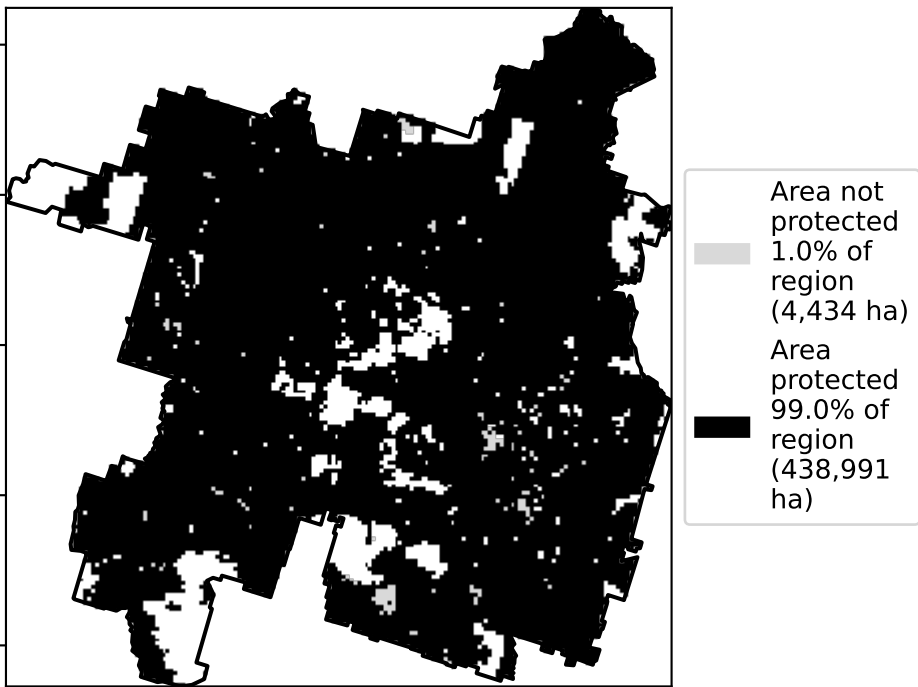 Area not
protected
1.0% of
region
(4,434 ha)
Area
protected
99.0% of
region
(438,991
ha)